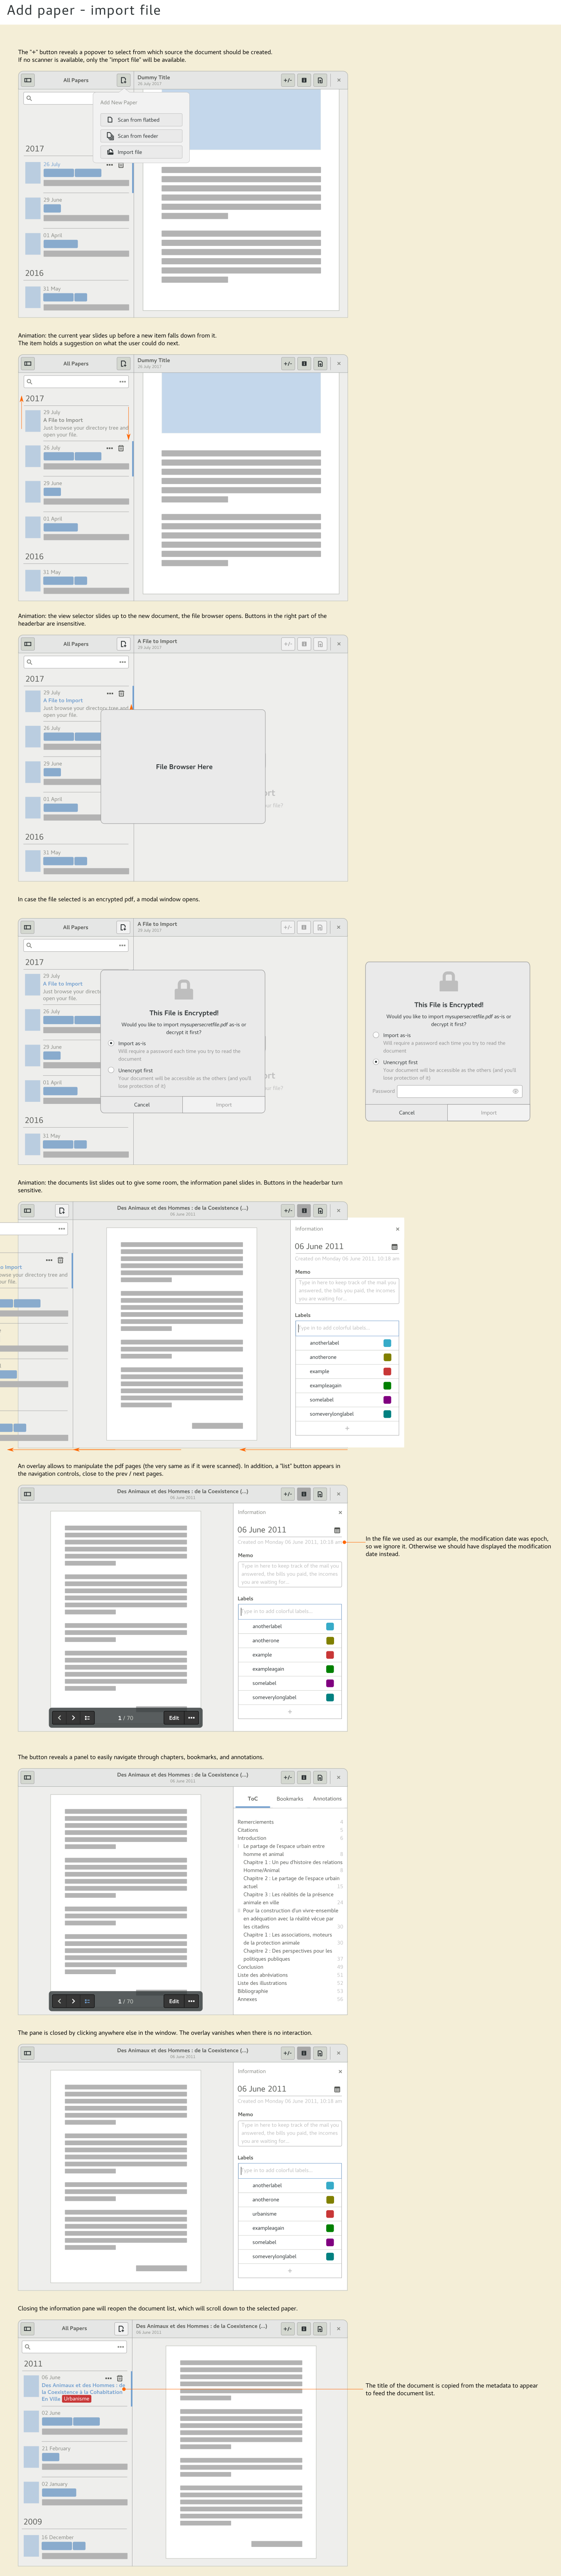 Add paper - import file
The "+" button reveals a popover to select from which source the document should be created.
If no scanner is available, only the "import file" will be available.
All Papers
Dummy Title
28 July 2017
+/-
Add New Paper
Scan from flatbed
Scan from feeder
Import file
2017
26 July
29 June
01 April
2016
31 May
Animation: the current year slides up before a new item falls down from it.
The item holds a suggestion on what the user could do next.
All Papers
Dummy Title
28 July 2017
+/-
2017
29 July
A File to Import
Just browse your directory tree and
open your file.
26 July
29 June
01 April
2016
31 May
Animation: the view selector slides up to the new document, the file browser opens. Buttons in the right part of the
headerbar are insensitive.
All Papers
A File to Import
29 July 2017
+/-
2017
29 July
A File to Import
Just browse your directory tree and
open your file.
26 July
File Browser Here
29 June
ort
ur file?
01 April
2016
31 May
In case the file selected is an encrypted pdf, a modal window opens.
All Papers
A File to Import
29 July 2017
+/-
2017
29 July
A File to Import
Just browse your direct
open your file.
26 July
29 June
01 April
2016
31 May
ort
ur file?
This File is Encrypted!
Would you like to import mysupersecretfile.pdf as-is or
decrypt it first?
Import as-is
Will require a password each time you try to read the
document
Unencrypt first
Your document will be accessible as the others (and you'll
lose protection of it)
Cancel
Import
This File is Encrypted!
Would you like to import mysupersecretfile.pdf as-is or
decrypt it first?
Import as-is
Will require a password each time you try to read the
document
Unencrypt first
Your document will be accessible as the others (and you'll
lose protection of it)
Password
Cancel
Import
Animation: the documents list slides out to give some room, the information panel slides in. Buttons in the headerbar turn
sensitive.
Des Animaux et des Hommes : de la Coexistence (...)
06 June 2011
+/-
to Import
owse your directory tree and
ur file.
Information
06 June 2011
Created on Monday 06 June 2011, 10:18 am
Memo
Type in here to keep track of the mail you
answered, the bills you paid, the incomes
you are waiting for...
Labels
Type in to add colorful labels...
anotherlabel
anotherone
example
exampleagain
somelabel
someverylonglabel
+
An overlay allows to manipulate the pdf pages (the very same as if it were scanned). In addition, a "list" button appears in
the navigation controls, close to the prev / next pages.
Des Animaux et des Hommes : de la Coexistence (...)
06 June 2011
+/-
Information
06 June 2011
Created on Monday 06 June 2011, 10:18 am
Memo
Type in here to keep track of the mail you
answered, the bills you paid, the incomes
you are waiting for...
Labels
Type in to add colorful labels...
anotherlabel
anotherone
example
exampleagain
somelabel
someverylonglabel
+
1 / 70
Edit
In the file we used as our example, the modification date was epoch,
so we ignore it. Otherwise we should have displayed the modification
date instead.
The button reveals a panel to easily navigate through chapters, bookmarks, and annotations.
Des Animaux et des Hommes : de la Coexistence (...)
06 June 2011
+/-
ToC
Bookmarks
Annotations
Remerciements 4
Citations 5
Introduction 6
Le partage de l'espace urbain entre
homme et animal 8
Chapitre 1 : Un peu d'histoire des relations
Homme/Animal 8
Chapitre 2 : Le partage de l'espace urbain
actuel 15
Chapitre 3 : Les réalités de la présence
animale en ville 24
Pour la construction d'un vivre-ensemble
en adéquation avec la réalité vécue par
les citadins 30
Chapitre 1 : Les associations, moteurs
de la protection animale 30
Chapitre 2 : Des perspectives pour les
politiques publiques 37
Conclusion 49
Liste des abréviations 51
Liste des illustrations 52
Bibliographie 53
Annexes 56
1 / 70
Edit
The pane is closed by clicking anywhere else in the window. The overlay vanishes when there is no interaction.
Des Animaux et des Hommes : de la Coexistence (...)
06 June 2011
+/-
Information
06 June 2011
Created on Monday 06 June 2011, 10:18 am
Memo
Type in here to keep track of the mail you
answered, the bills you paid, the incomes
you are waiting for...
Labels
Type in to add colorful labels...
anotherlabel
anotherone
urbanisme
exampleagain
somelabel
someverylonglabel
+
Closing the information pane will reopen the document list, which will scroll down to the selected paper.
All Papers
Des Animaux et des Hommes : de la Coexistence (...)
06 June 2011
+/-
2011
06 June
Des Animaux et des Hommes : de
la Coexistence à la Cohabitation
En Ville Urbanisme
02 June
21 February
02 January
2009
16 December
The title of the document is copied from the metadata to appear
to feed the document list.